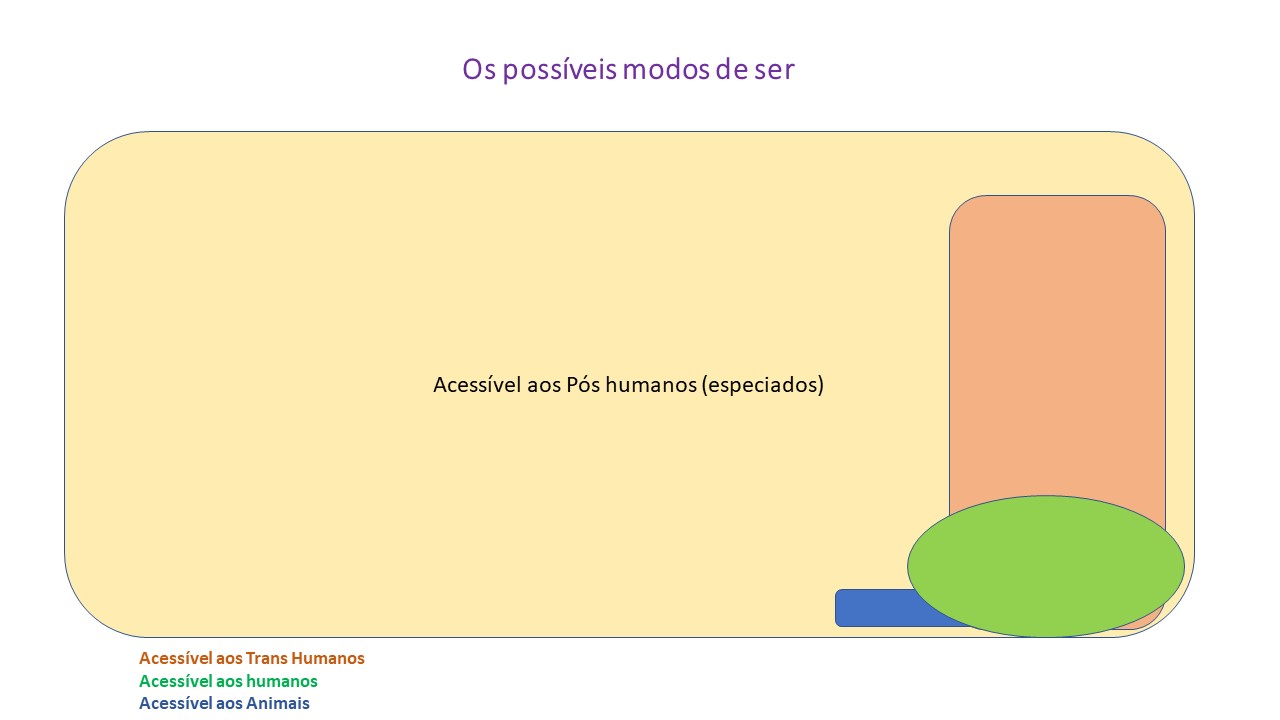 Os possíveis modos de ser
Acessível aos Pós humanos (especiados)
Acessível aos Trans Humanos
Acessível aos humanos
Acessível aos Animais